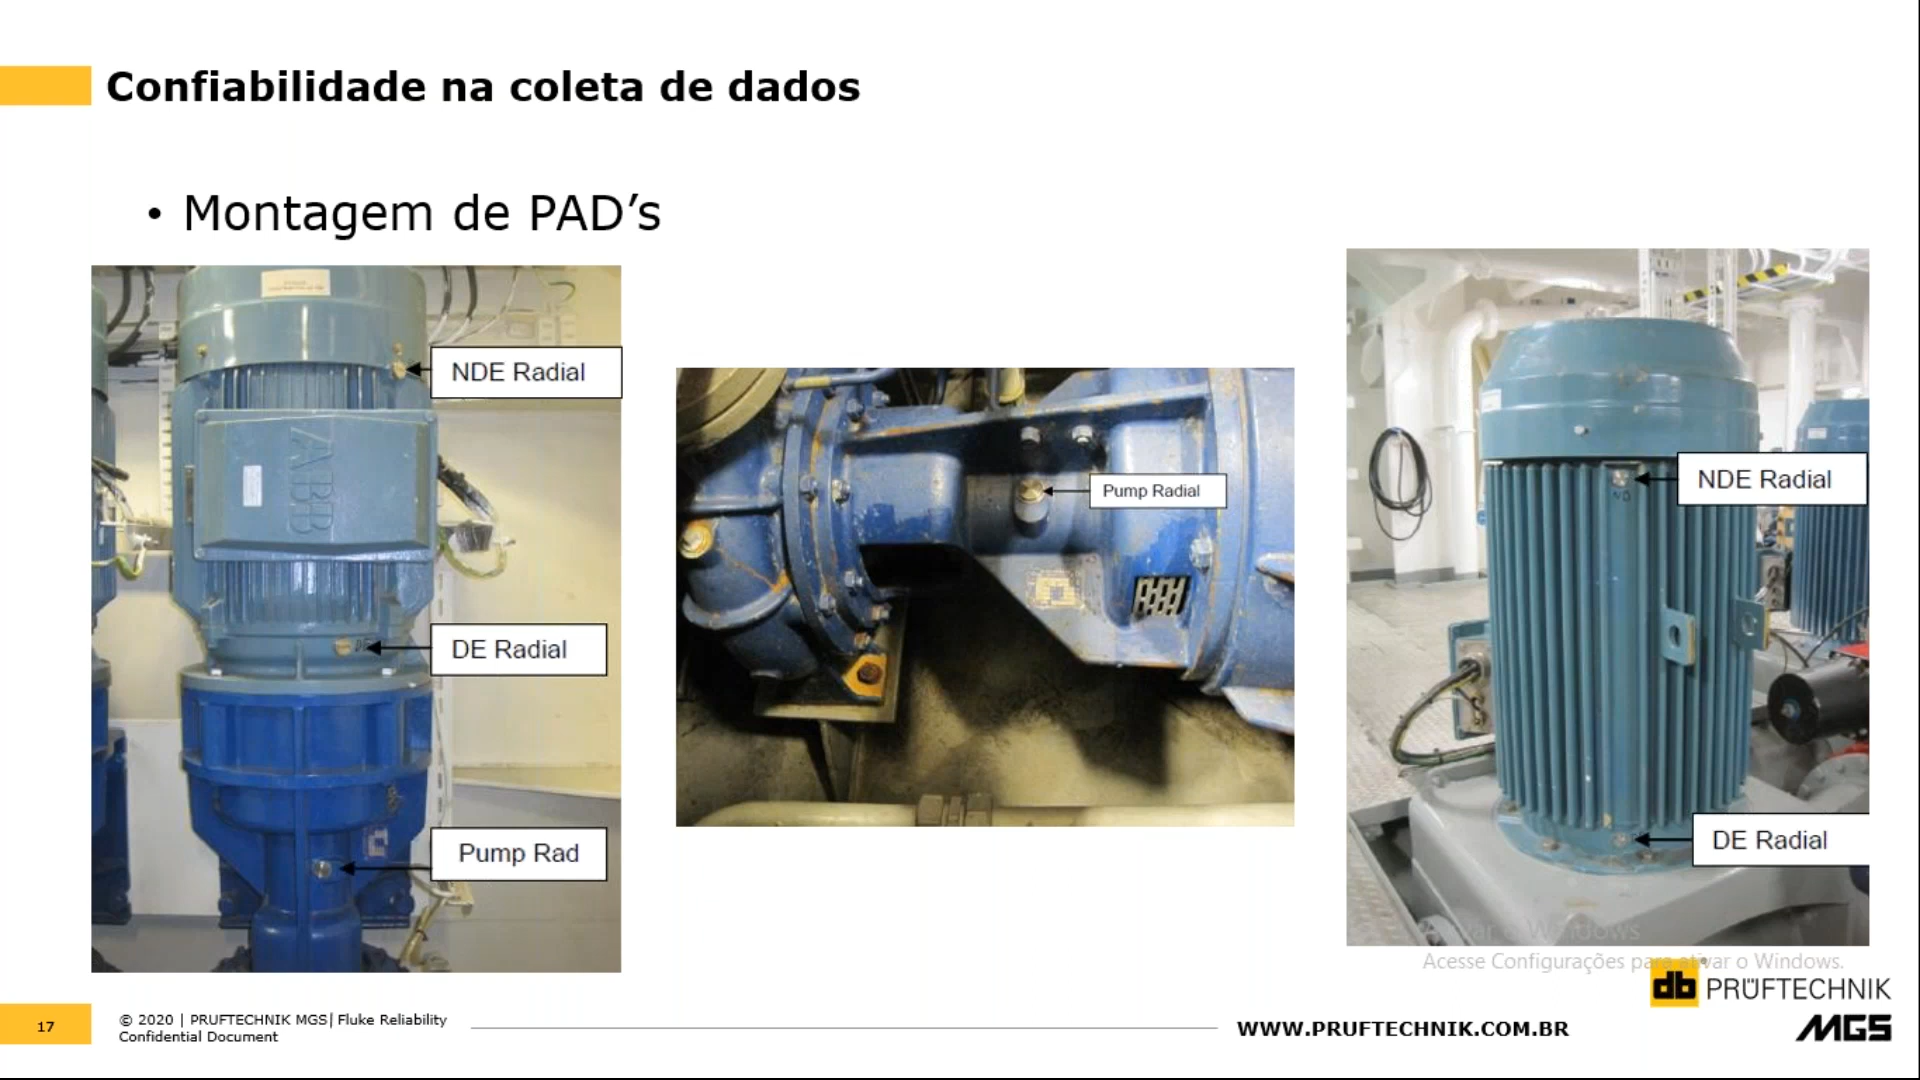 Confiabilidade na coleta de dados
• Montagem de PAD’s
NDE Radial
ABB
DE Radial
Pump Rad
Pump Radial
NDE Radial
ND
DE Radial
Acesse Configurações para ativar o Windows.
db PRÜFTECHNIK
MGS
17
© 2020 | PRUFTECHNIK MGS| Fluke Reliability
Confidential Document
WWW.PRUFTECHNIK.COM.BR